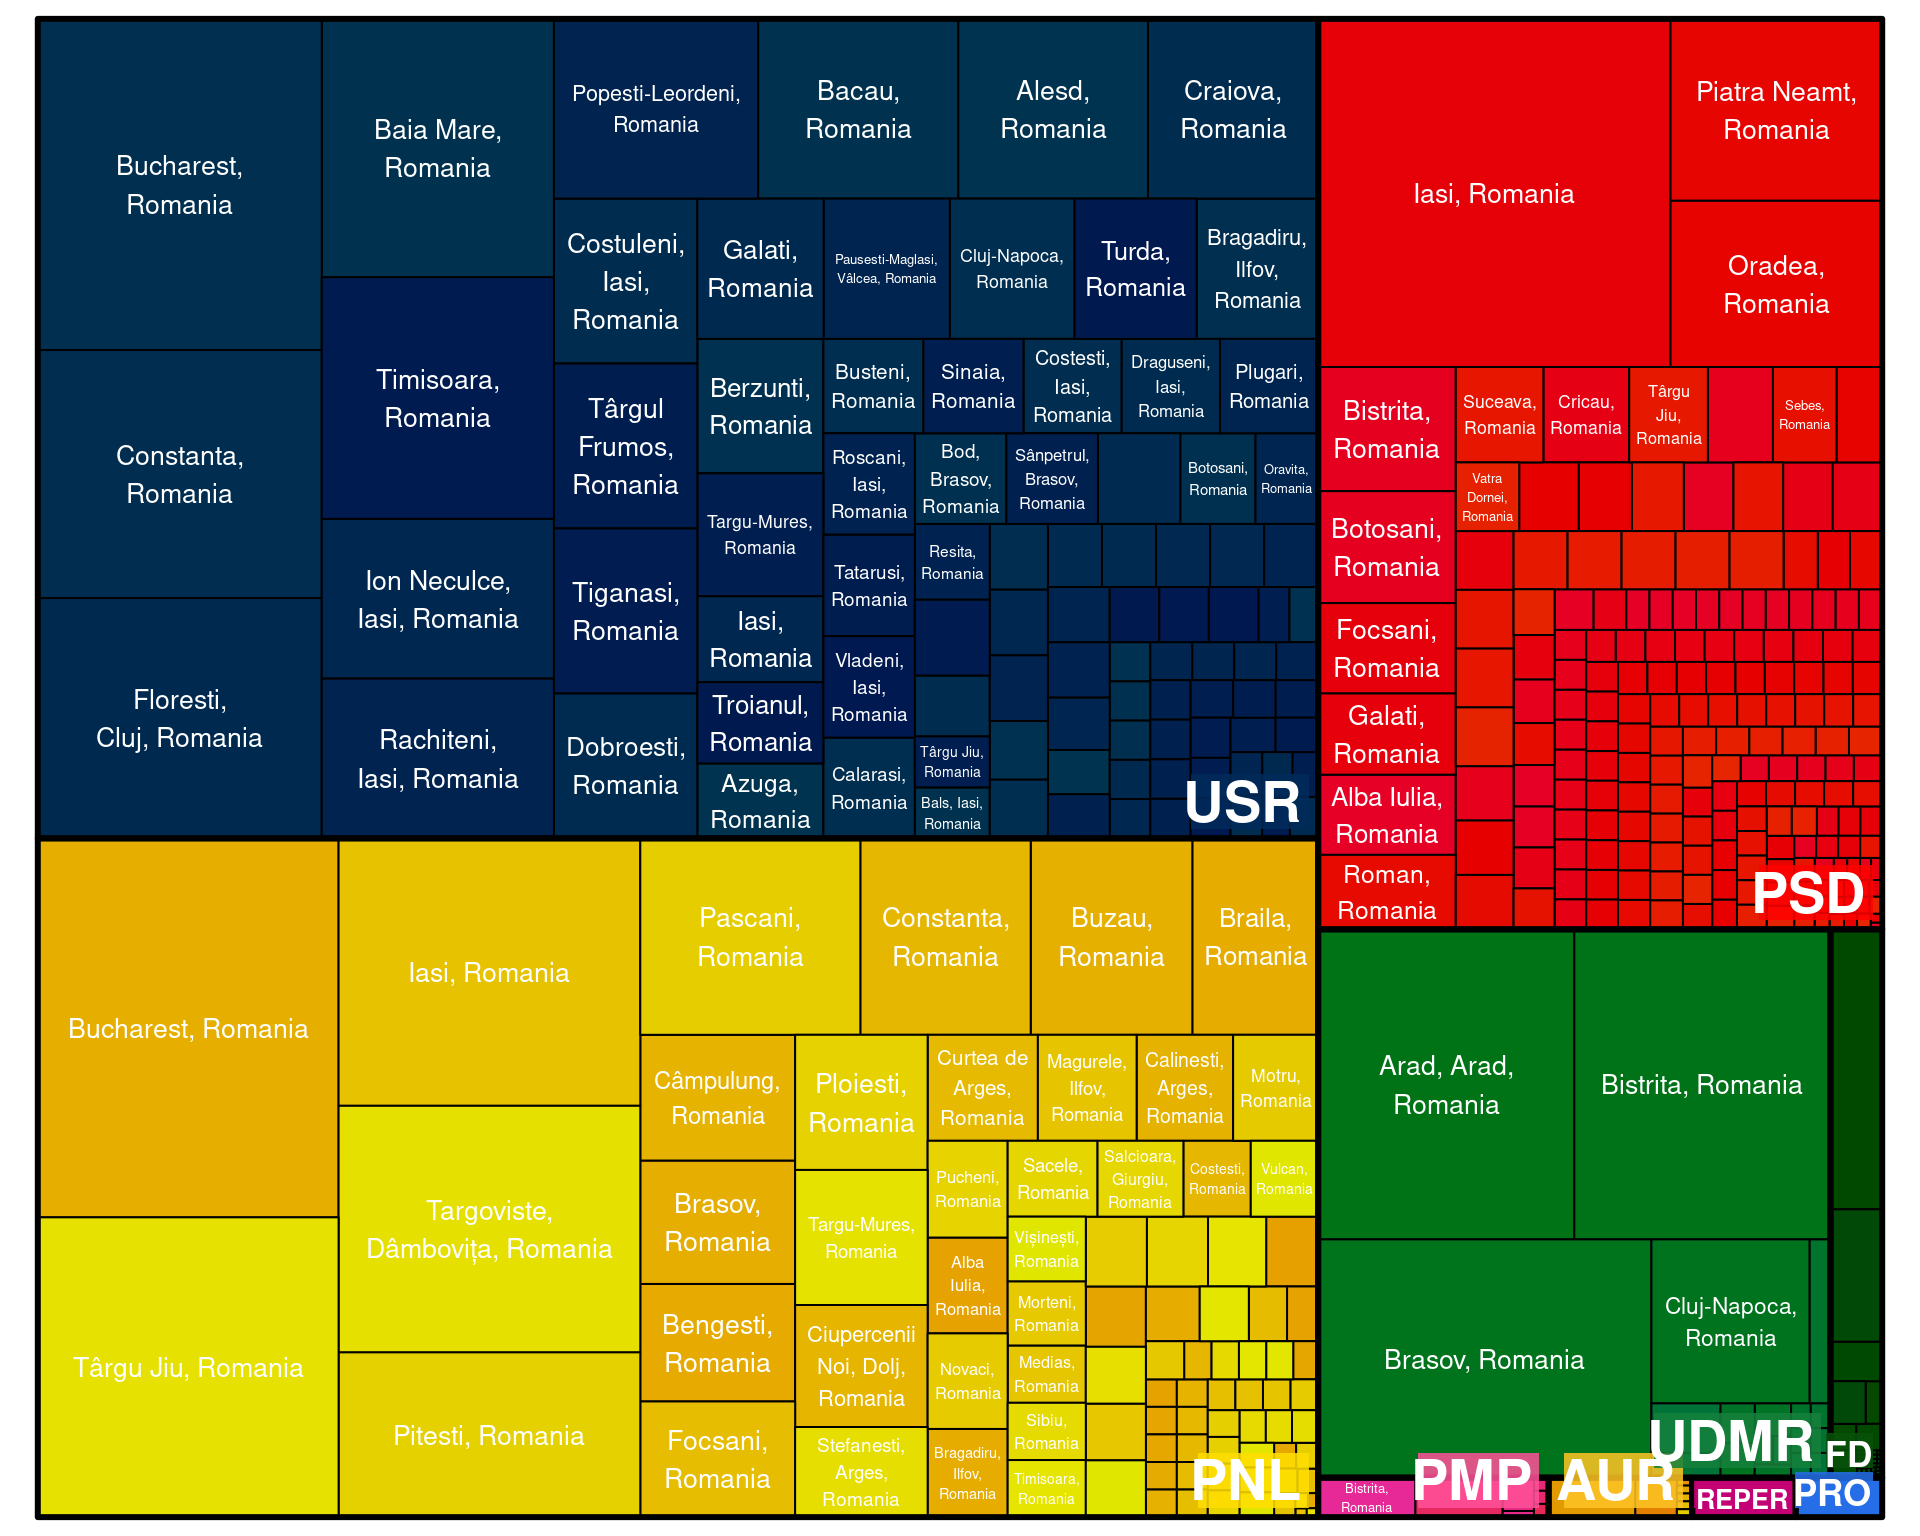 Bucharest,
Romania
Constanta,
Romania
Floresti,
Cluj, Romania
Baia Mare,
Romania
Timisoara,
Romania
Ion Neculce,
Iasi, Romania
Rachiteni,
Iasi, Romania
Popesti-Leordeni,
Romania
Bacau,
Romania
Alesd,
Romania
Craiova,
Romania
Costuleni,
Iasi,
Romania
Târgul
Frumos,
Romania
Tiganasi,
Romania
Dobroesti,
Romania
Galati,
Romania
Berzunti,
Romania
Targu-Mures,
Romania
Iasi,
Romania
Troianul,
Romania
Azuga,
Romania
Pausesti-Maglasi,
Vâlcea, Romania
Cluj-Napoca,
Romania
Turda,
Romania
Bragadiru,
Ilfov,
Romania
Busteni,
Romania
Sinaia,
Romania
Costesti,
Iasi,
Romania
Draguseni,
Iasi,
Romania
Plugari,
Romania
Roscani,
Iasi,
Romania
Tatarusi,
Romania
Vladeni,
Iasi,
Romania
Calarasi,
Romania
Bod,
Brasov,
Romania
Sânpetrul,
Brasov,
Romania
Botosani,
Romania
Oravita,
Romania
Resita,
Romania
Târgu Jiu,
Romania
Bals, Iasi,
Romania
USR
Iasi, Romania
Piatra Neamt,
Romania
Oradea,
Romania
Bistrita,
Romania
Botosani,
Romania
Focsani,
Romania
Galati,
Romania
Alba Iulia,
Romania
Roman,
Romania
Suceava,
Romania
Cricau,
Romania
Târgu
Jiu,
Romania
Sebes,
Romania
Vatra
Dornei,
Romania
PSD
Bucharest, Romania
Târgu Jiu, Romania
Iasi, Romania
Targoviste,
Dâmbovița, Romania
Pitesti, Romania
Pascani,
Romania
Constanta,
Romania
Buzau,
Romania
Braila,
Romania
Câmpulung,
Romania
Brasov,
Romania
Bengesti,
Romania
Focsani,
Romania
Ploiesti,
Romania
Targu-Mures,
Romania
Ciupercenii
Noi, Dolj,
Romania
Stefanesti,
Arges,
Romania
Curtea de
Arges,
Romania
Magurele,
Ilfov,
Romania
Calinesti,
Arges,
Romania
Motru,
Romania
Pucheni,
Romania
Alba
Iulia,
Romania
Novaci,
Romania
Bragadiru,
Ilfov,
Romania
Sacele,
Romania
Salcioara,
Giurgiu,
Romania
Costesti,
Romania
Vulcan,
Romania
Vișinești,
Romania
Morteni,
Romania
Medias,
Romania
Sibiu,
Romania
Timisoara,
Romania
PNL
Arad, Arad,
Romania
Bistrita, Romania
Brasov, Romania
Cluj-Napoca,
Romania
UDMR
FD
Bistrita,
Romania
PMP
AUR
REPER
PRO